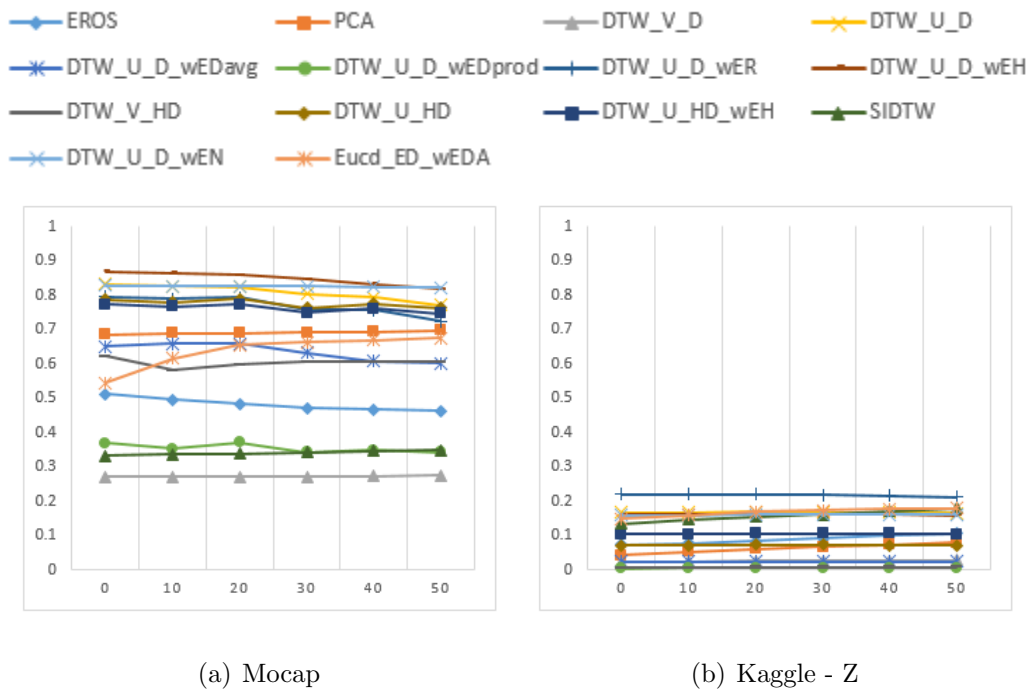 EROS PCA DTW_V_D DTW_U_D
DTW_U_D_wEDavg DTW_U_D_wEDprod DTW_U_D_wER DTW_U_D_wEH
DTW_V_HD DTW_U_HD DTW_U_HD_wEH SIDTW
DTW_U_D_wEN Eucd_ED_wEDA
1
0.9
0.8
0.7
0.6
0.5
0.4
0.3
0.2
0.1
0
0 10 20 30 40 50
(a) Mocap
1
0.9
0.8
0.7
0.6
0.5
0.4
0.3
0.2
0.1
0
0 10 20 30 40 50
(b) Kaggle - Z